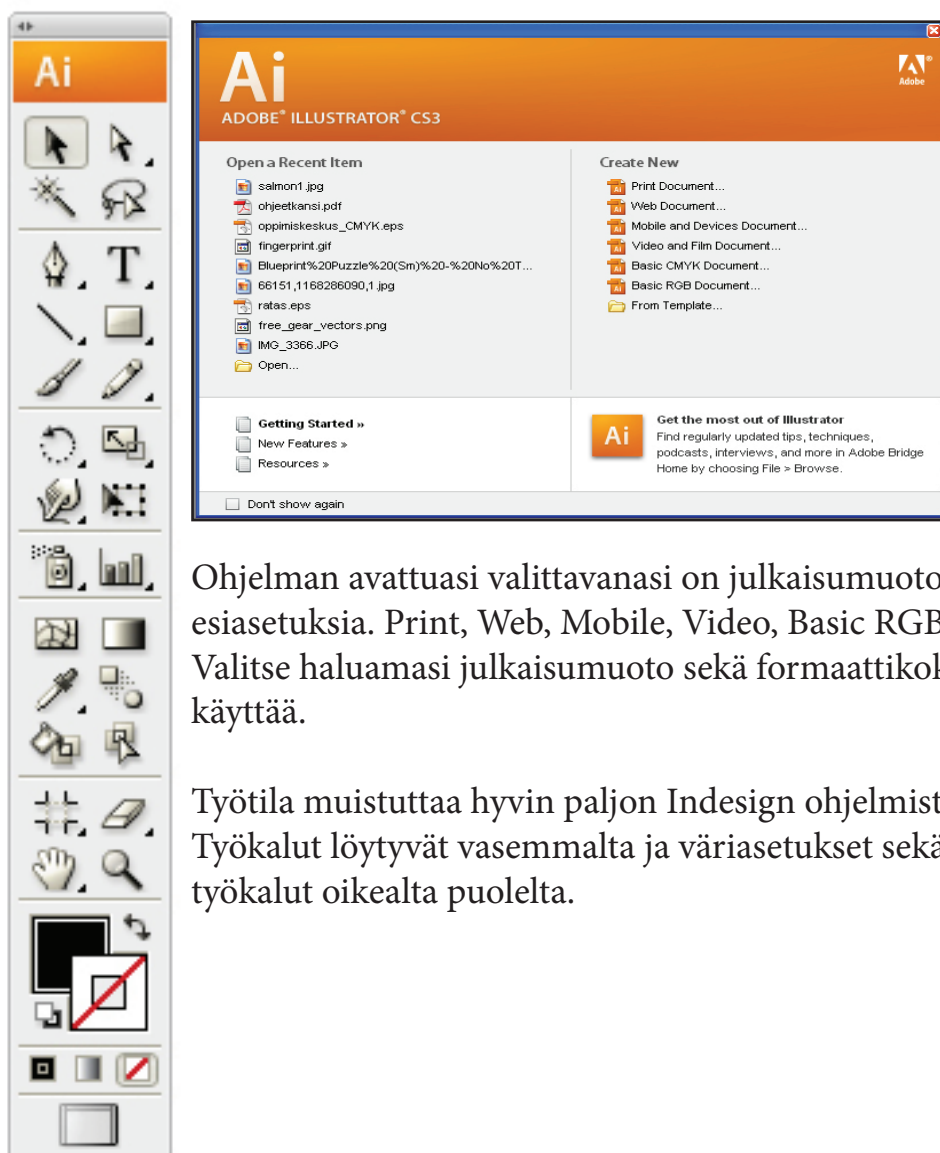 Ai
Ai
ADOBE® ILLUSTRATOR® CS3
Adobe®
Open a Recent Item
salmon1.jpg
ohjeetkansi.pdf
oppimiskeskus_CMYK.eps
fingerprint.gif
Blueprint%20Puzzle%20(Sm)%20-%20No%20T...
66151,1168286090,1.jpg
ratas.eps
free_gear_vectors.png
IMG_3366.JPG
Open...
Create New
Print Document...
Web Document...
Mobile and Devices Document...
Video and Film Document...
Basic CMYK Document...
Basic RGB Document...
From Template...
Getting Started »
New Features »
Resources »
Ai
Get the most out of Illustrator
Find regularly updated tips, techniques,
podcasts, interviews, and more in Adobe Bridge
Home by choosing File > Browse.
Don't show again
T
Ohjelman avattuasi valittavanasi on julkaisumuoto
esiasetuksia. Print, Web, Mobile, Video, Basic RGB
Valitse haluamasi julkaisumuoto sekä formaattikok
käyttää.
Työtila muistuttaa hyvin paljon Indesign ohjelmist
Työkalut löytyvät vasemmalta ja väriasetukset sekä
työkalut oikealta puolelta.